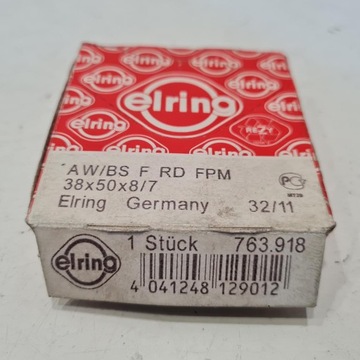 elring
REZY
AW/BS F RD FPM
38x50x8/7
Elring Germany 32/11
elring
1 Stück 763.918
4 041248 129012